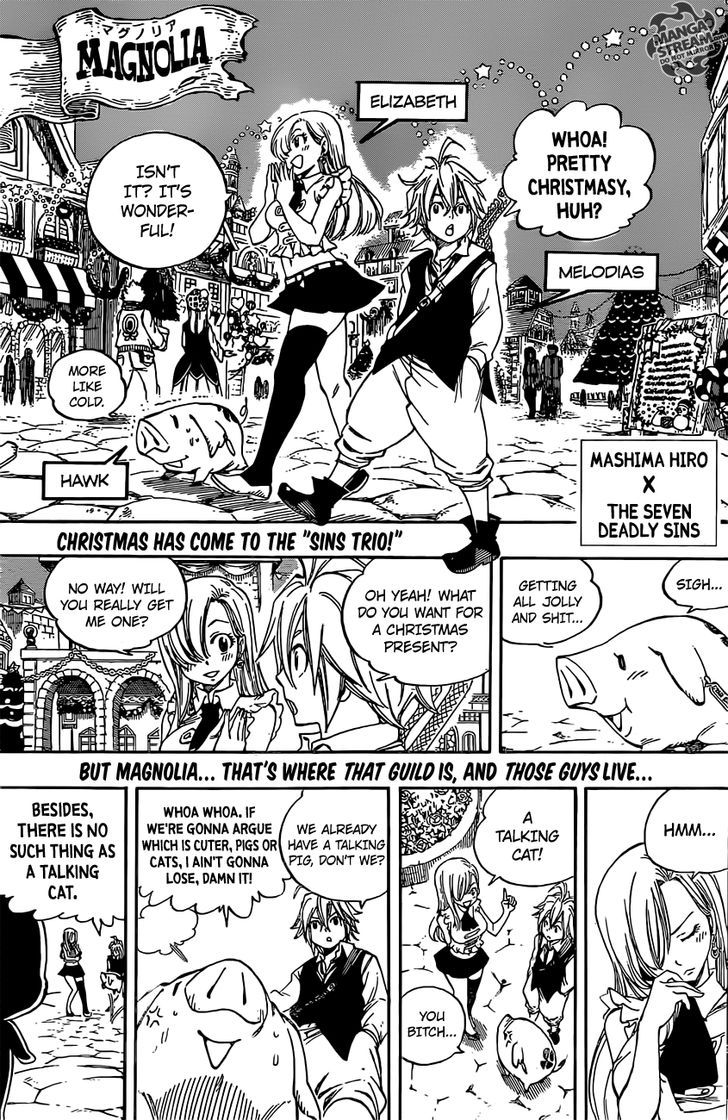 マグノリア
MAGNOLIA
MANGA
STREAM.com
DO NOT MIRROR
WHOA!
PRETTY
CHRISTMASY,
HUH?
ELIZABETH
ISN'T
IT? IT'S
WONDER-
FUL!
MELODIAS
MORE
LIKE
COLD.
HAWK
MASHIMA HIRO
X
THE SEVEN
DEADLY SINS
CHRISTMAS HAS COME TO THE "SINS TRIO!"
SIGH...
GETTING
ALL JOLLY
AND SHIT...
OH YEAH! WHAT
DO YOU WANT FOR
A CHRISTMAS
PRESENT?
NO WAY! WILL
YOU REALLY GET
ME ONE?
BUT MAGNOLIA... THAT'S WHERE THAT GUILD IS, AND THOSE GUYS LIVE...
HMM...
A
TALKING
CAT!
YOU
BITCH...
WE ALREADY
HAVE A TALKING
PIG, DON'T WE?
WHOA WHOA. IF
WE'RE GONNA ARGUE
WHICH IS CUTER, PIGS OR
CATS, I AIN'T GONNA
LOSE, DAMN IT!
BESIDES,
THERE IS NO
SUCH THING AS
A TALKING
CAT.